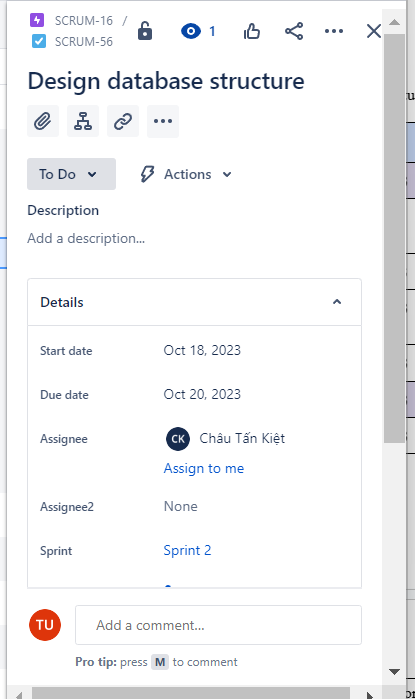 SCRUM-16 /
SCRUM-56
1
Design database structure
To Do
Actions
Description
Add a description...
Details
Start date Oct 18, 2023
Due date Oct 20, 2023
Assignee CK Châu Tấn Kiệt
Assign to me
Assignee2 None
Sprint Sprint 2
TU Add a comment...
Pro tip: press M to comment